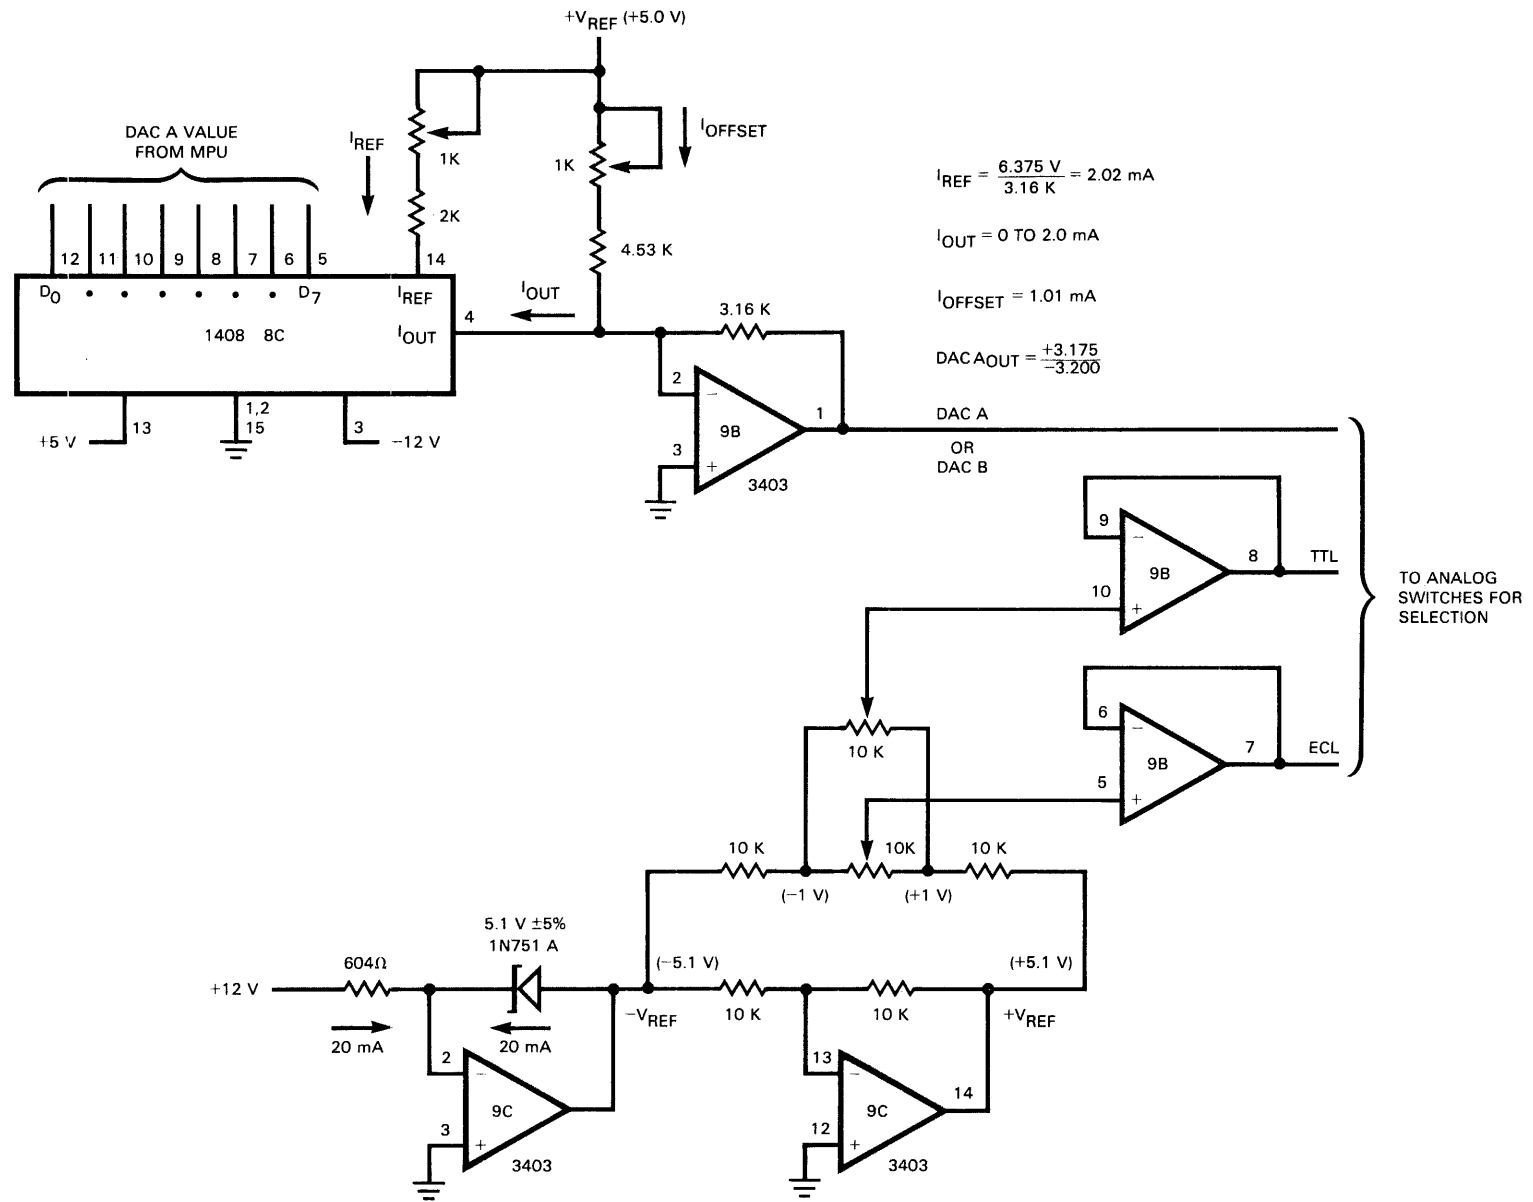 +VREF (+5.0 V)
DAC A VALUE
FROM MPU
IREF
1K
2K
1K
IOFFSET
4.53 K
IREF = 6.375 V / 3.16 K = 2.02 mA
IOUT = 0 TO 2.0 mA
IOFFSET = 1.01 mA
DAC AOUT = +3.175 / -3.200
12 11 10 9 8 7 6 5 14
D0 • • • • • • D7 IREF
1408 8C
IOUT
4
IOUT
3.16 K
+5 V
13
1,2
15
3
-12 V
2
-
3
+
9B
1
3403
DAC A
OR
DAC B
9
-
10
+
9B
8
TTL
6
-
5
+
9B
7
ECL
TO ANALOG
SWITCHES FOR
SELECTION
10 K
10 K
10K
10 K
(-1 V)
(+1 V)
5.1 V ±5%
1N751 A
604Ω
+12 V
20 mA
20 mA
(-5.1 V)
-VREF
10 K
10 K
(+5.1 V)
+VREF
2
-
3
+
9C
3403
13
-
12
+
9C
14
3403